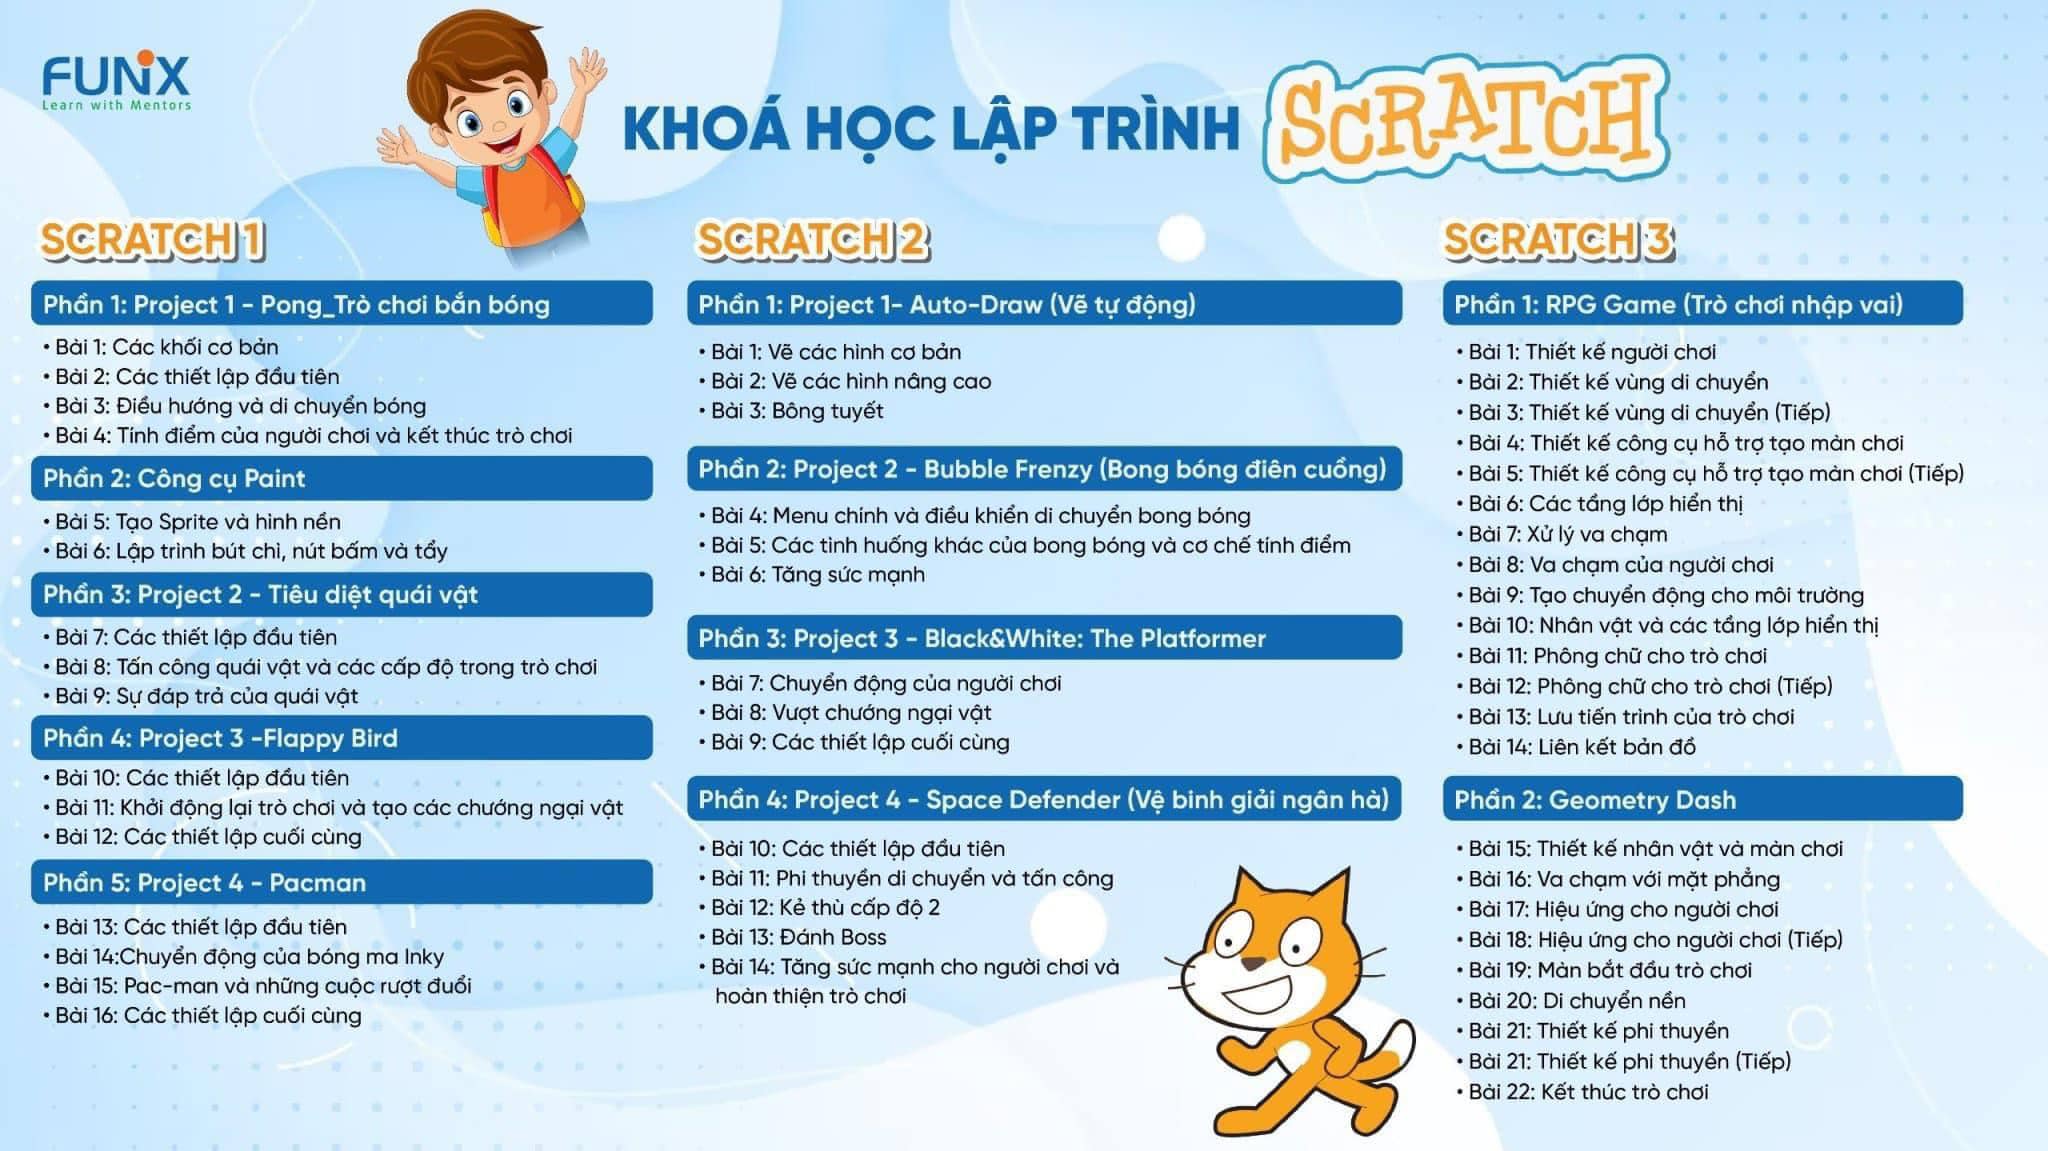 FUNiX
Learn with Mentors
KHOÁ HỌC LẬP TRÌNH
SCRATCH
SCRATCH 1
Phần 1: Project 1 - Pong_Trò chơi bắn bóng
• Bài 1: Các khối cơ bản
• Bài 2: Các thiết lập đầu tiên
• Bài 3: Điều hướng và di chuyển bóng
• Bài 4: Tính điểm của người chơi và kết thúc trò chơi
Phần 2: Công cụ Paint
• Bài 5: Tạo Sprite và hình nền
• Bài 6: Lập trình bút chì, nút bấm và tẩy
Phần 3: Project 2 - Tiêu diệt quái vật
• Bài 7: Các thiết lập đầu tiên
• Bài 8: Tấn công quái vật và các cấp độ trong trò chơi
• Bài 9: Sự đáp trả của quái vật
Phần 4: Project 3 -Flappy Bird
• Bài 10: Các thiết lập đầu tiên
• Bài 11: Khởi động lại trò chơi và tạo các chướng ngại vật
• Bài 12: Các thiết lập cuối cùng
Phần 5: Project 4 - Pacman
• Bài 13: Các thiết lập đầu tiên
• Bài 14:Chuyển động của bóng ma Inky
• Bài 15: Pac-man và những cuộc rượt đuổi
• Bài 16: Các thiết lập cuối cùng
SCRATCH 2
Phần 1: Project 1- Auto-Draw (Vẽ tự động)
• Bài 1: Vẽ các hình cơ bản
• Bài 2: Vẽ các hình nâng cao
• Bài 3: Bông tuyết
Phần 2: Project 2 - Bubble Frenzy (Bong bóng điên cuồng)
• Bài 4: Menu chính và điều khiển di chuyển bong bóng
• Bài 5: Các tình huống khác của bong bóng và cơ chế tính điểm
• Bài 6: Tăng sức mạnh
Phần 3: Project 3 - Black&White: The Platformer
• Bài 7: Chuyển động của người chơi
• Bài 8: Vượt chướng ngại vật
• Bài 9: Các thiết lập cuối cùng
Phần 4: Project 4 - Space Defender (Vệ binh giải ngân hà)
• Bài 10: Các thiết lập đầu tiên
• Bài 11: Phi thuyền di chuyển và tấn công
• Bài 12: Kẻ thù cấp độ 2
• Bài 13: Đánh Boss
• Bài 14: Tăng sức mạnh cho người chơi và
hoàn thiện trò chơi
SCRATCH 3
Phần 1: RPG Game (Trò chơi nhập vai)
• Bài 1: Thiết kế người chơi
• Bài 2: Thiết kế vùng di chuyển
• Bài 3: Thiết kế vùng di chuyển (Tiếp)
• Bài 4: Thiết kế công cụ hỗ trợ tạo màn chơi
• Bài 5: Thiết kế công cụ hỗ trợ tạo màn chơi (Tiếp)
• Bài 6: Các tầng lớp hiển thị
• Bài 7: Xử lý va chạm
• Bài 8: Va chạm của người chơi
• Bài 9: Tạo chuyển động cho môi trường
• Bài 10: Nhân vật và các tầng lớp hiển thị
• Bài 11: Phông chữ cho trò chơi
• Bài 12: Phông chữ cho trò chơi (Tiếp)
• Bài 13: Lưu tiến trình của trò chơi
• Bài 14: Liên kết bản đồ
Phần 2: Geometry Dash
• Bài 15: Thiết kế nhân vật và màn chơi
• Bài 16: Va chạm với mặt phẳng
• Bài 17: Hiệu ứng cho người chơi
• Bài 18: Hiệu ứng cho người chơi (Tiếp)
• Bài 19: Màn bắt đầu trò chơi
• Bài 20: Di chuyển nền
• Bài 21: Thiết kế phi thuyền
• Bài 21: Thiết kế phi thuyền (Tiếp)
• Bài 22: Kết thúc trò chơi